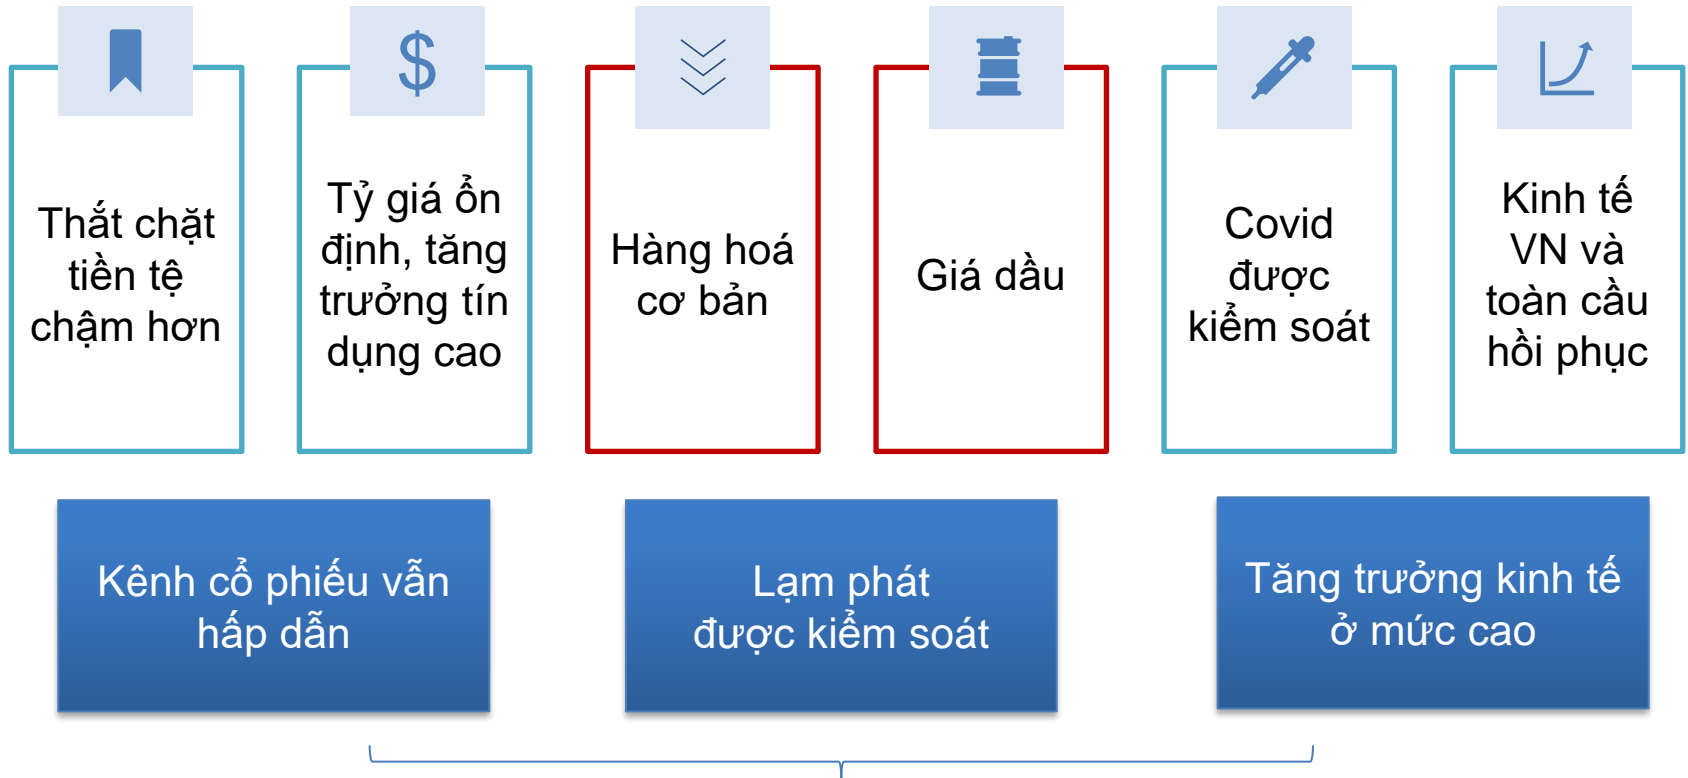 $
Thắt chặt
tiền tệ
chậm hơn
Tỷ giá ổn
định, tăng
trưởng tín
dụng cao
Hàng hoá
cơ bản
Giá dầu
Covid
được
kiểm soát
Kinh tế
VN và
toàn cầu
hồi phục
Kênh cổ phiếu vẫn
hấp dẫn
Lạm phát
được kiểm soát
Tăng trưởng kinh tế
ở mức cao